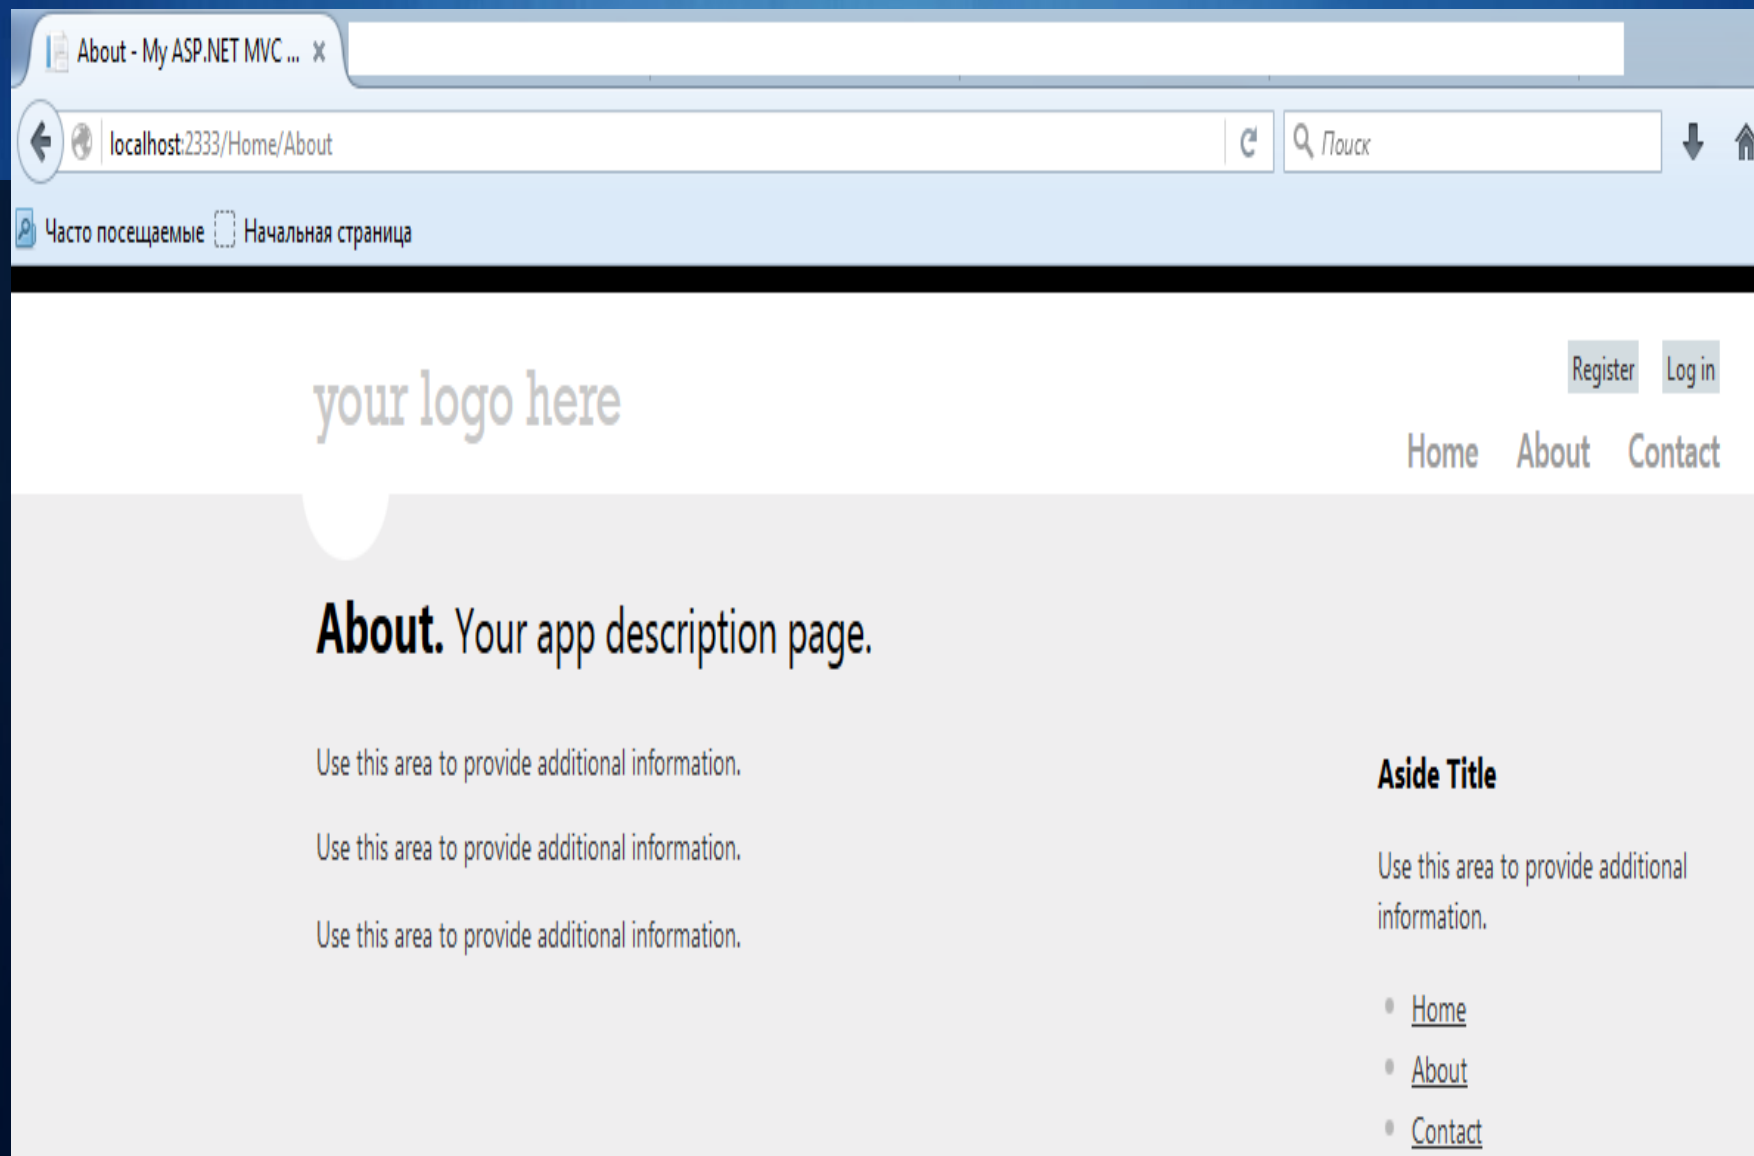 About - My ASP.NET MVC ...
localhost:2333/Home/About
Поиск
Часто посещаемые Начальная страница
Register Log in
your logo here
Home About Contact
About. Your app description page.
Use this area to provide additional information.
Use this area to provide additional information.
Use this area to provide additional information.
Aside Title
Use this area to provide additional
information.
Home
About
Contact